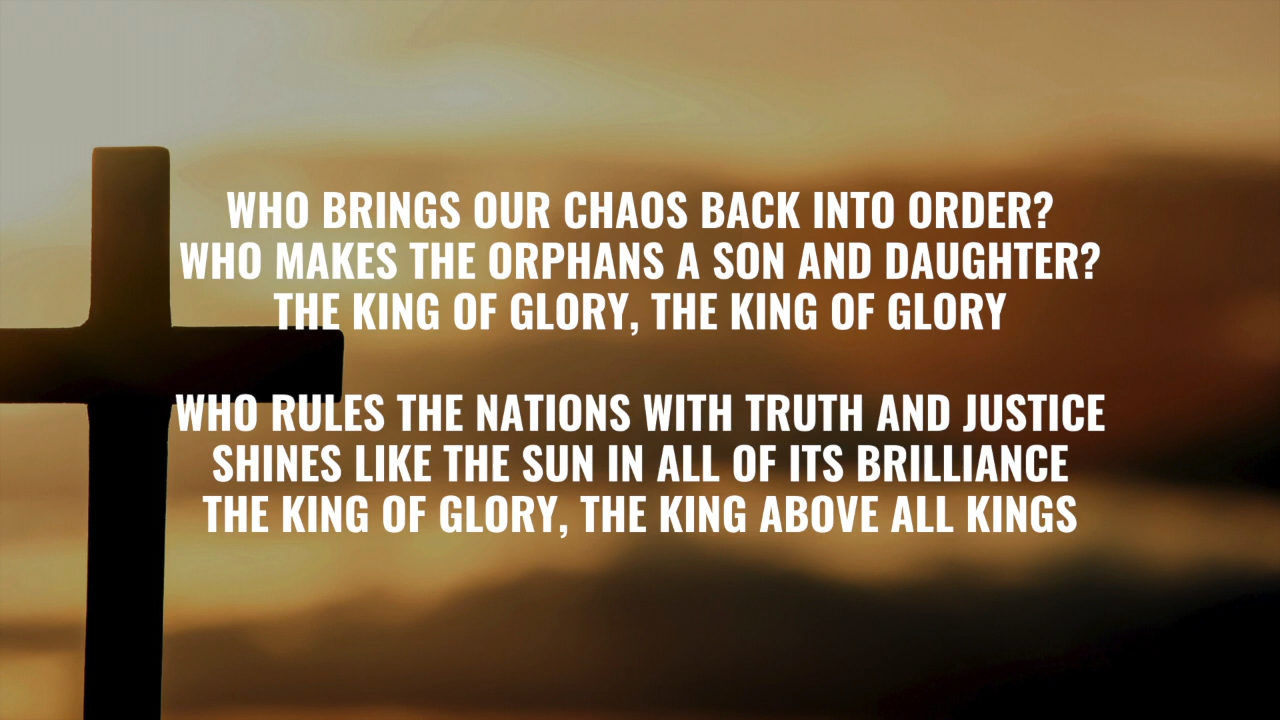 WHO BRINGS OUR CHAOS BACK INTO ORDER?
WHO MAKES THE ORPHANS A SON AND DAUGHTER?
THE KING OF GLORY, THE KING OF GLORY
WHO RULES THE NATIONS WITH TRUTH AND JUSTICE
SHINES LIKE THE SUN IN ALL OF ITS BRILLIANCE
THE KING OF GLORY, THE KING ABOVE ALL KINGS